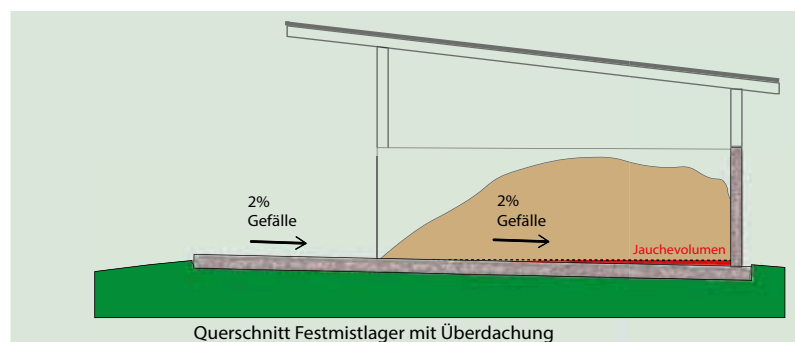 2%
Gefälle
2%
Gefälle
Jauchevolumen
Querschnitt Festmistlager mit Überdachung